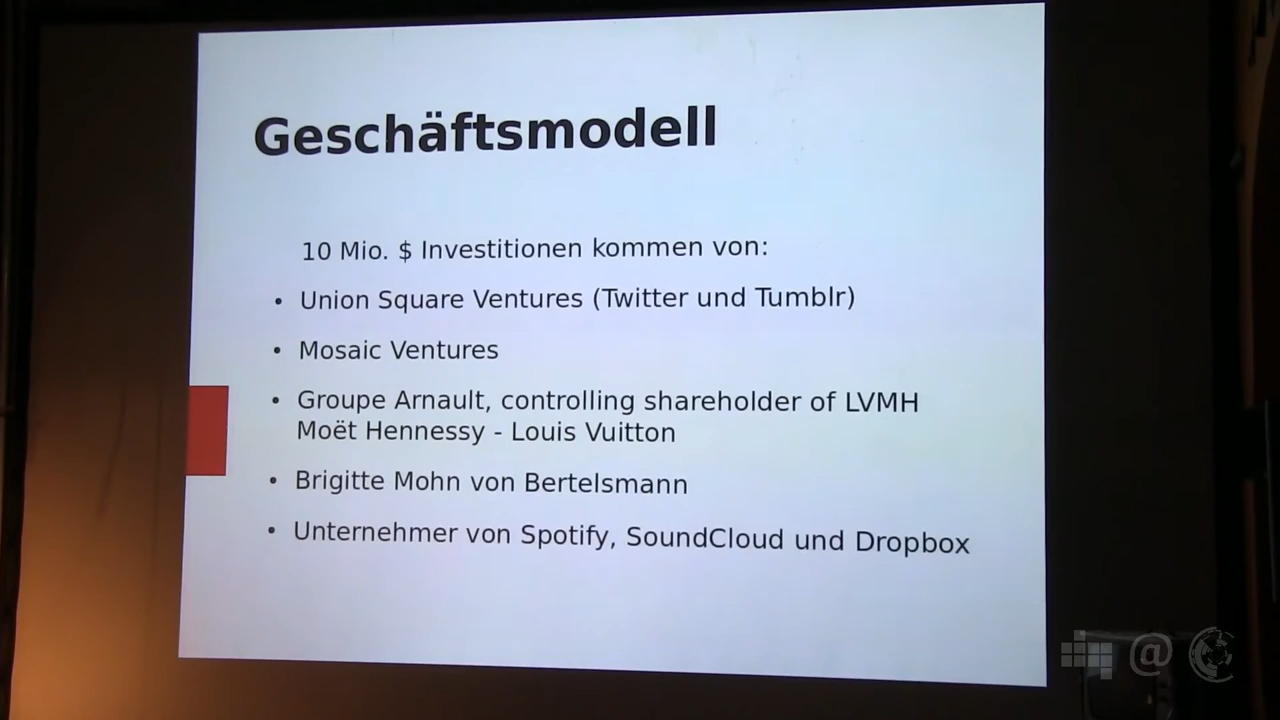 Geschäftsmodell
10 Mio. $ Investitionen kommen von:
• Union Square Ventures (Twitter und Tumblr)
• Mosaic Ventures
• Groupe Arnault, controlling shareholder of LVMH
Moët Hennessy - Louis Vuitton
• Brigitte Mohn von Bertelsmann
• Unternehmer von Spotify, SoundCloud und Dropbox
@